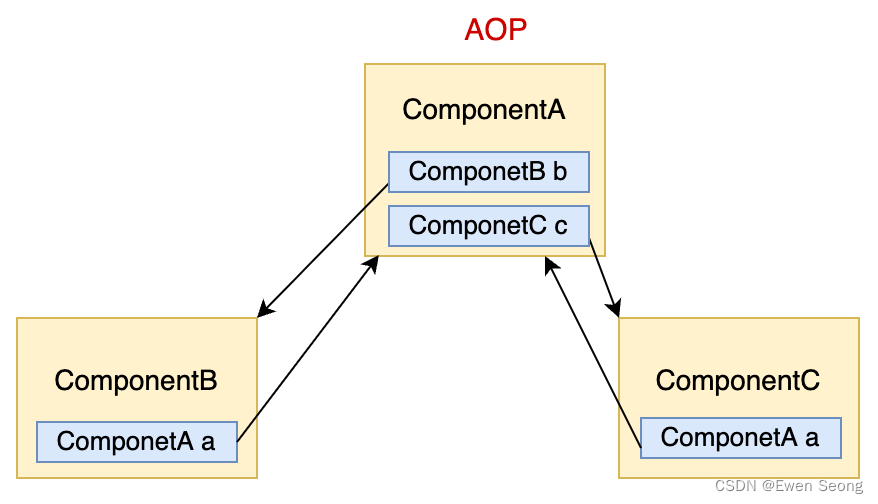 AOP
ComponentA
ComponetB b
ComponetC c
ComponentB
ComponetA a
ComponentC
ComponetA a
CSDN @Ewen Seong